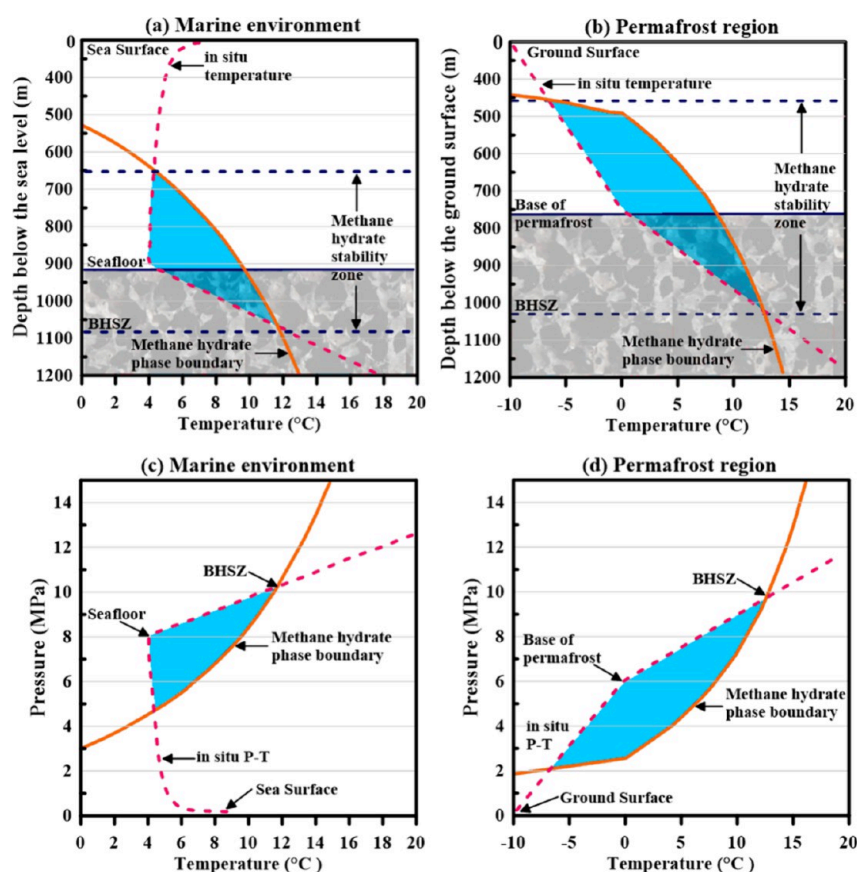 (a) Marine environment
Depth below the sea level (m)
0
100
200
300
400
500
600
700
800
900
1000
1100
1200
Sea Surface
in situ
temperature
Methane
hydrate
stability
zone
Seafloor
BHSZ
Methane hydrate
phase boundary
0 2 4 6 8 10 12 14 16 18 20
Temperature (°C)
(b) Permafrost region
Depth below the ground surface (m)
0
100
200
300
400
500
600
700
800
900
1000
1100
1200
Ground Surface
in situ temperature
Methane
hydrate
stability
zone
Base of
permafrost
BHSZ
Methane hydrate
phase boundary
-10 -5 0 5 10 15 20
Temperature (°C)
(c) Marine environment
Pressure (MPa)
14
12
10
8
6
4
2
0
BHSZ
Seafloor
Methane hydrate
phase boundary
in situ P-T
Sea Surface
0 2 4 6 8 10 12 14 16 18 20
Temperature (°C)
(d) Permafrost region
Pressure (MPa)
14
12
10
8
6
4
2
0
BHSZ
Base of
permafrost
Methane hydrate
phase boundary
in situ
P-T
Ground Surface
-10 -5 0 5 10 15 20
Temperature (°C)